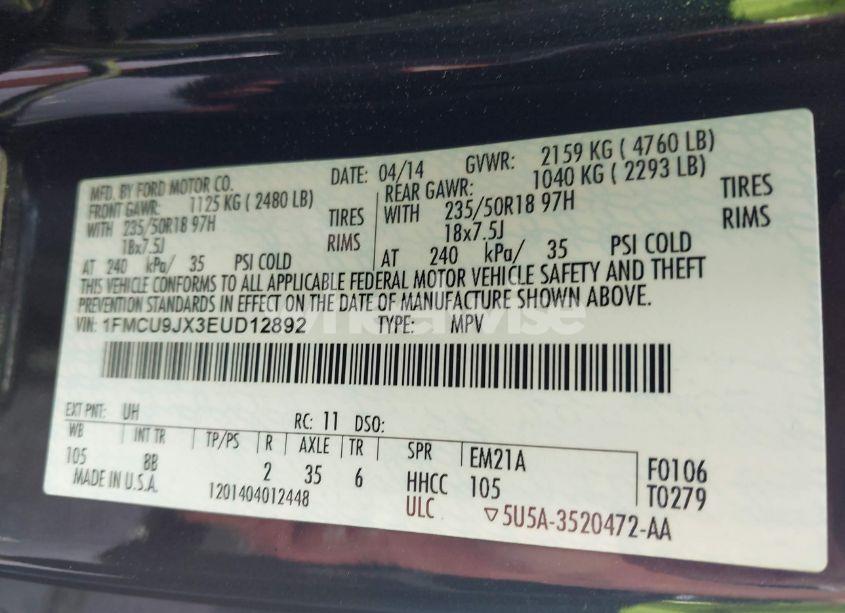 MFD. BY FORD MOTOR CO.
DATE: 04/14 GVWR: 2159 KG ( 4760 LB)
FRONT GAWR: 1125 KG ( 2480 LB) REAR GAWR: 1040 KG ( 2293 LB)
WITH 235/50R18 97H TIRES WITH 235/50R18 97H TIRES
18x7.5J RIMS 18x7.5J RIMS
AT 240 kPa/ 35 PSI COLD AT 240 kPa/ 35 PSI COLD
THIS VEHICLE CONFORMS TO ALL APPLICABLE FEDERAL MOTOR VEHICLE SAFETY AND THEFT
PREVENTION STANDARDS IN EFFECT ON THE DATE OF MANUFACTURE SHOWN ABOVE.
VIN: 1FMCU9JX3EUD12892 TYPE: MPV
EXT PNT: UH RC: 11 DSO:
WB INT TR TP/PS R AXLE TR SPR EM21A F0106
105 BB 2 35 6 HHCC 105 T0279
MADE IN U.S.A. 1201404012448 ULC ▽5U5A-3520472-AA